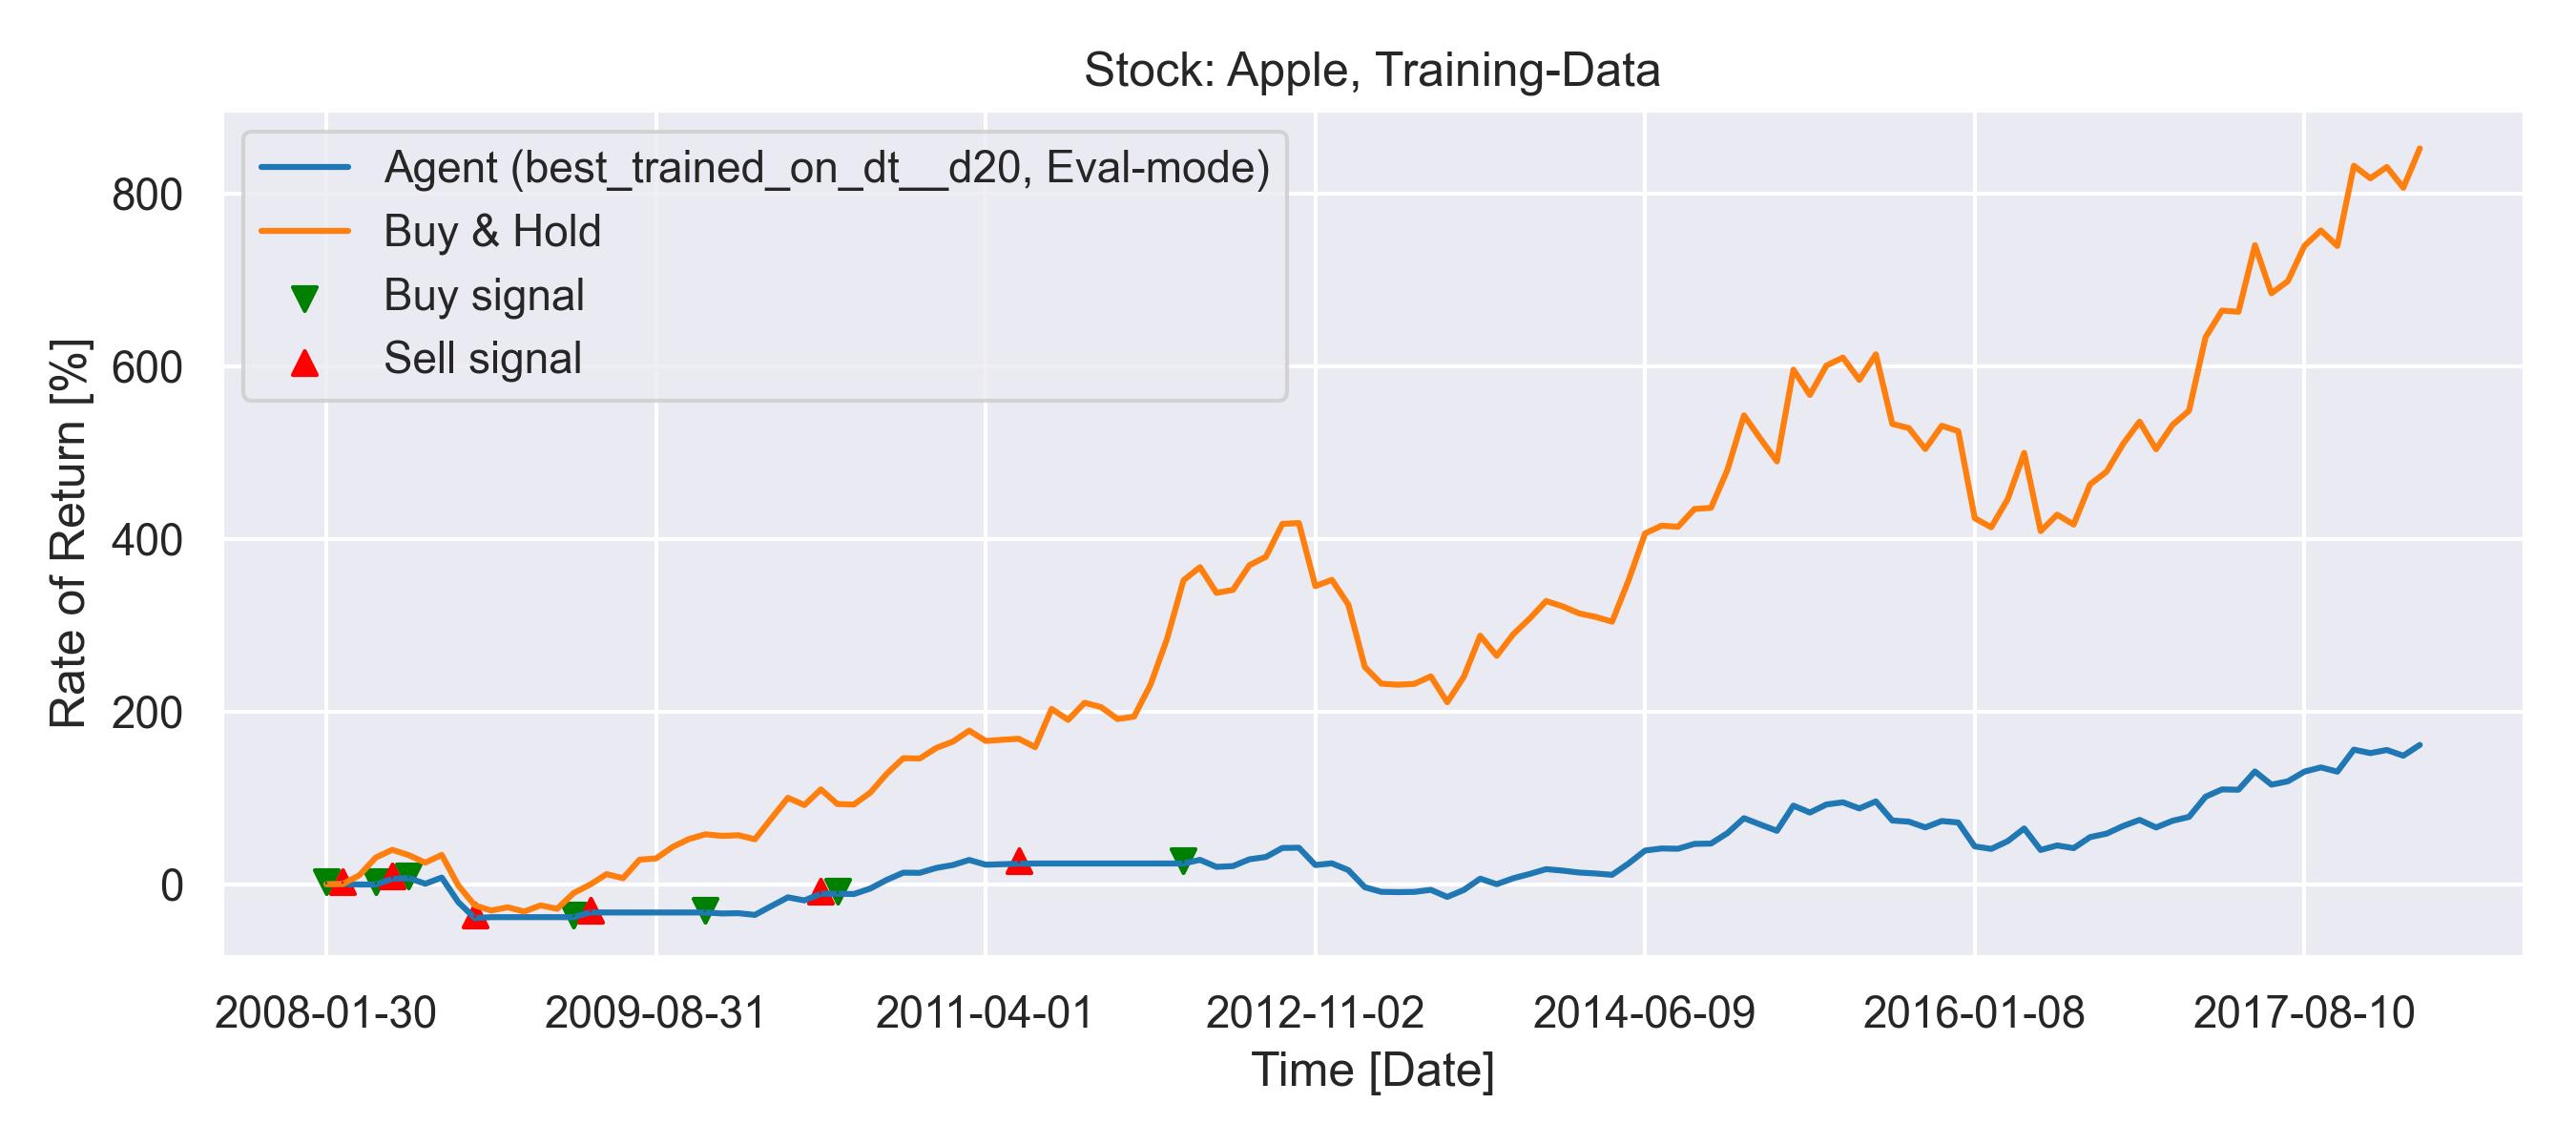 Stock: Apple, Training-Data
Agent (best_trained_on_dt__d20, Eval-mode)
Buy & Hold
Buy signal
Sell signal
Rate of Return [%]
800
600
400
200
0
2008-01-30
2009-08-31
2011-04-01
2012-11-02
2014-06-09
2016-01-08
2017-08-10
Time [Date]